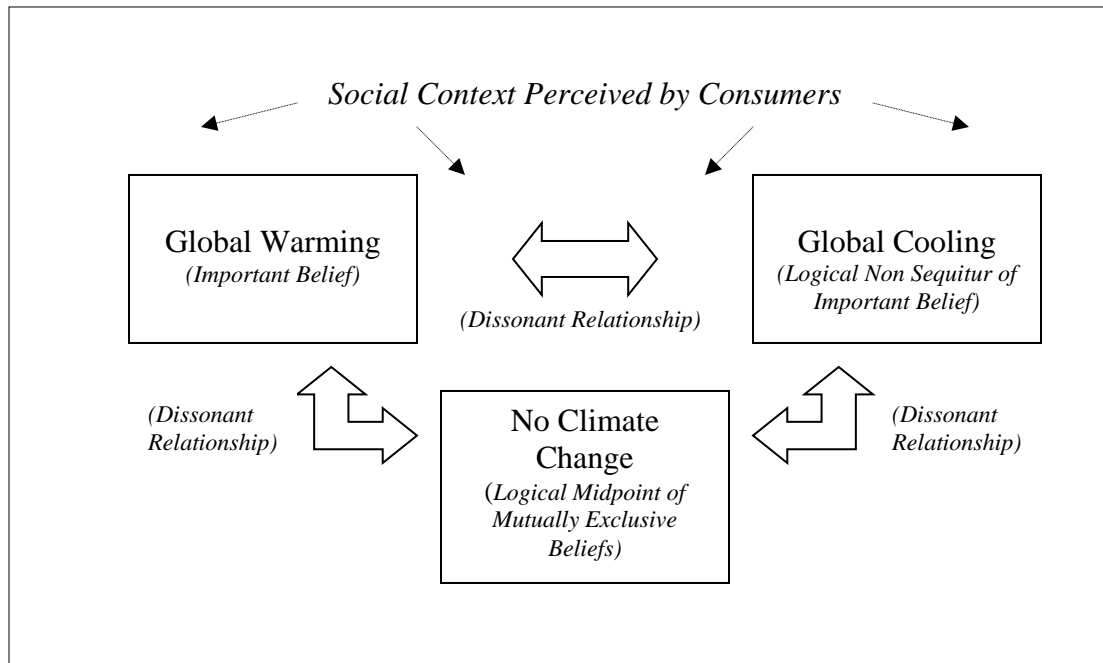 Social Context Perceived by Consumers
Global Warming
(Important Belief)
Global Cooling
(Logical Non Sequitur of
Important Belief)
(Dissonant Relationship)
(Dissonant
Relationship)
No Climate
Change
(Logical Midpoint of
Mutually Exclusive
Beliefs)
(Dissonant
Relationship)